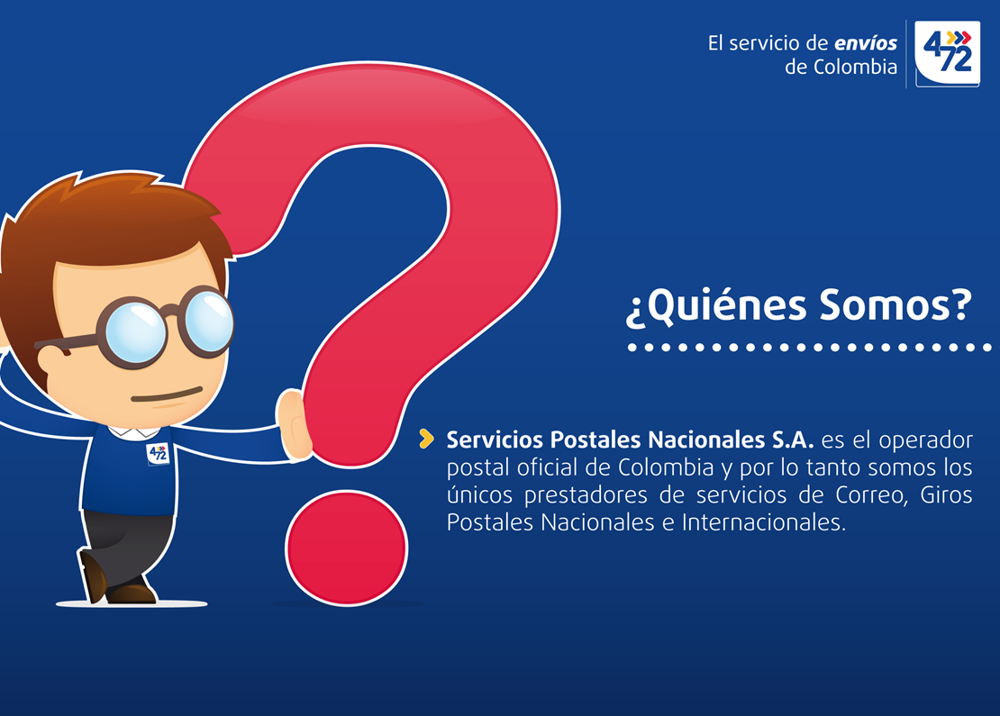 El servicio de envíos
de Colombia
4
72
¿Quiénes Somos?
Servicios Postales Nacionales S.A. es el operador
postal oficial de Colombia y por lo tanto somos los
únicos prestadores de servicios de Correo, Giros
Postales Nacionales e Internacionales.
4
72